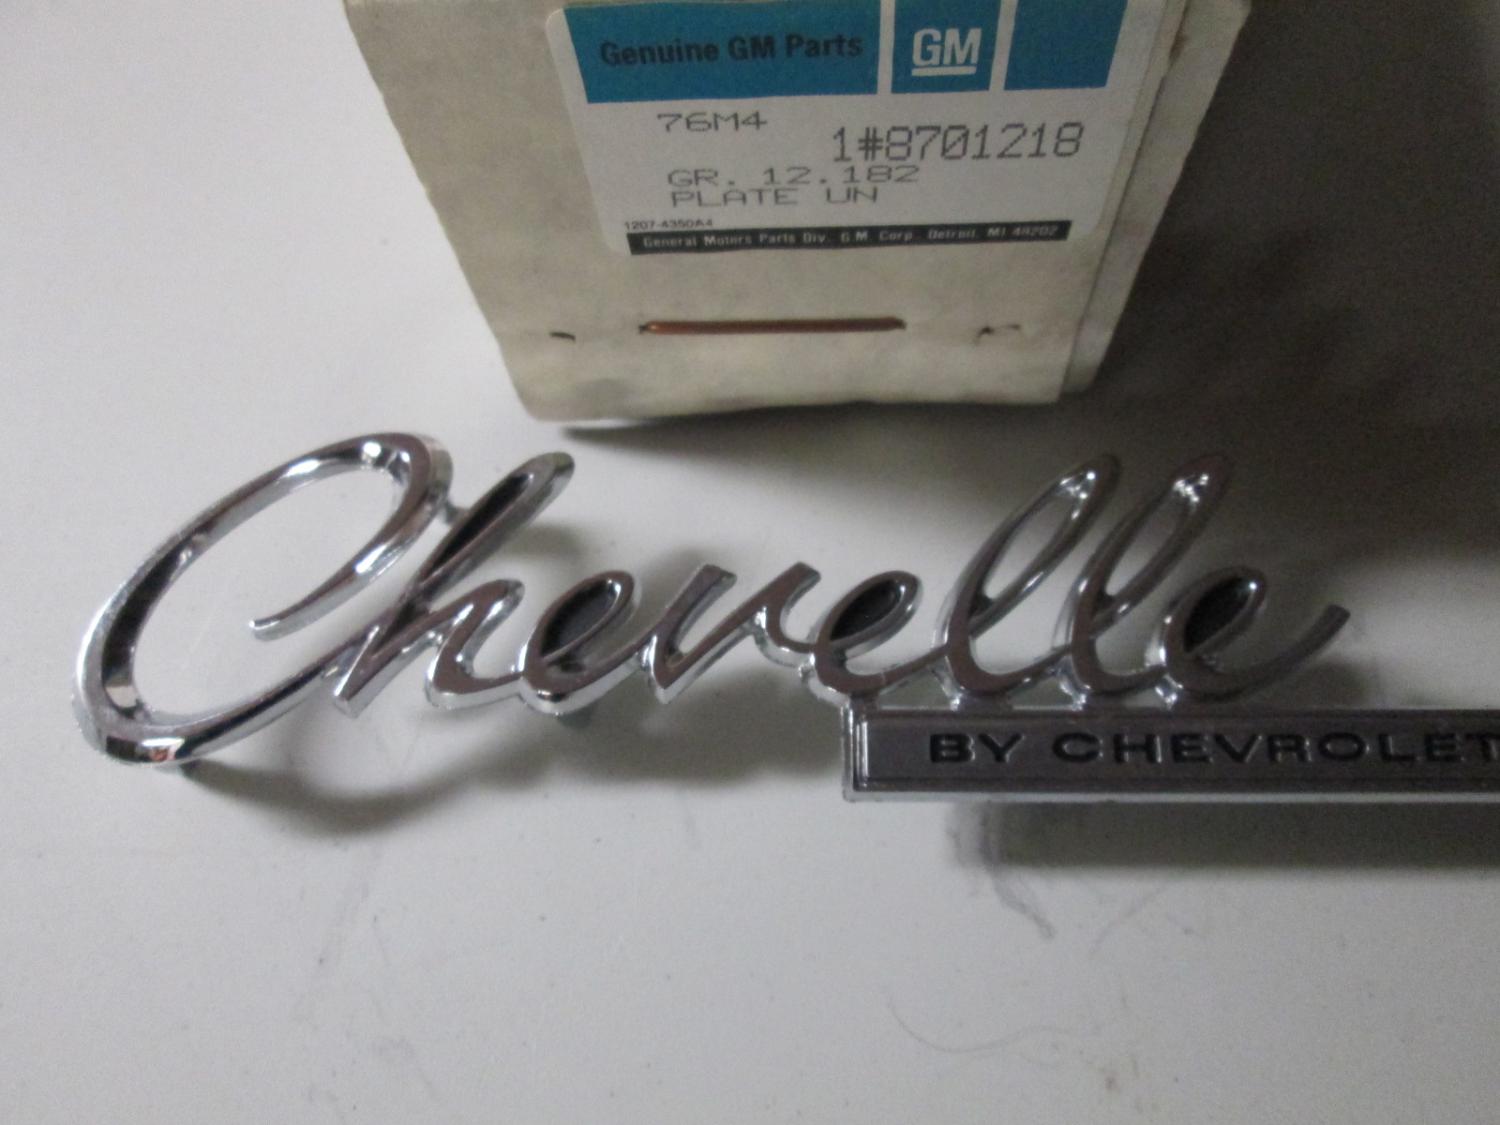 Genuine GM Parts GM
76M4
1#8701218
GR. 12.182
PLATE UN
1207-4350A4
General Motors Parts Div. G.M. Corp. Detroit, MI 48202
Chevelle
BY CHEVROLET